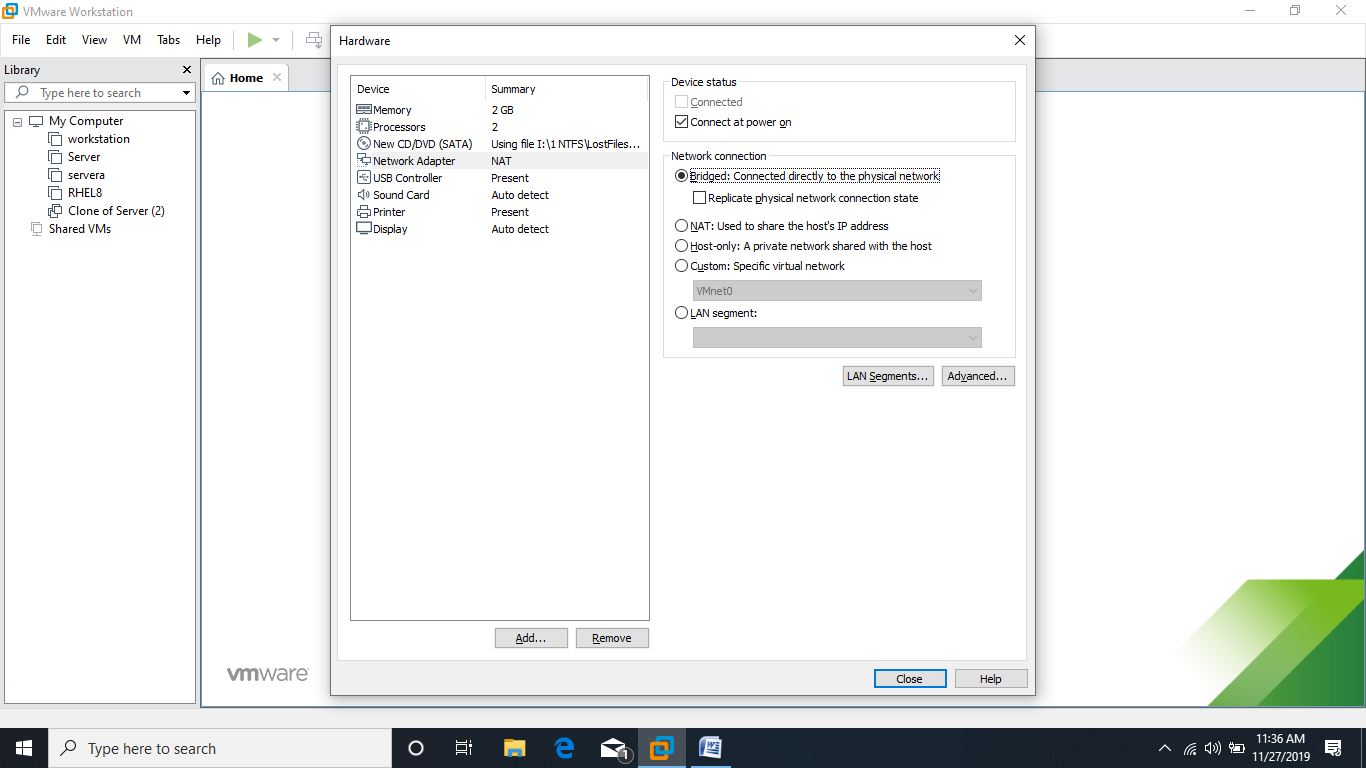 VMware Workstation
File Edit View VM Tabs Help
Library
Type here to search
My Computer
workstation
Server
servera
RHEL8
Clone of Server (2)
Shared VMs
Home
vmware
Hardware
Device Summary
Memory 2 GB
Processors 2
New CD/DVD (SATA) Using file I:\1 NTFS\LostFiles...
Network Adapter NAT
USB Controller Present
Sound Card Auto detect
Printer Present
Display Auto detect
Add... Remove
Device status
Connected
Connect at power on
Network connection
Bridged: Connected directly to the physical network
Replicate physical network connection state
NAT: Used to share the host's IP address
Host-only: A private network shared with the host
Custom: Specific virtual network
VMnet0
LAN segment:
LAN Segments... Advanced...
Close Help
Type here to search
1
W
11:36 AM
11/27/2019